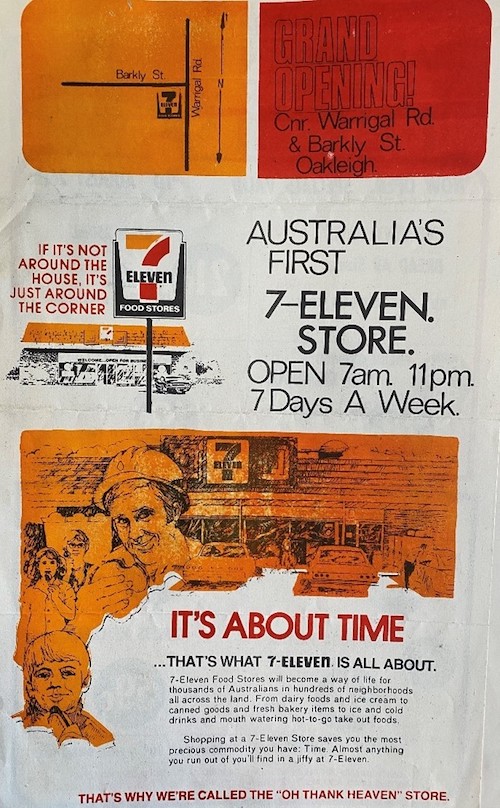 Barkly St.
Warrigal Rd.
N
7
ELEVEn
GRAND
OPENING!
Cnr. Warrigal Rd.
& Barkly St.
Oakleigh.
IF IT'S NOT
AROUND THE
HOUSE, IT'S
JUST AROUND
THE CORNER
7
ELEVEn
FOOD STORES
WELCOME...OPEN FOR
AUSTRALIA'S
FIRST
7-ELEVEN.
STORE.
OPEN 7am. 11pm.
7 Days A Week.
7
ELEVEn
IT'S ABOUT TIME
...THAT'S WHAT 7-ELEVEn IS ALL ABOUT.
7-Eleven Food Stores will become a way of life for
thousands of Australians in hundreds of neighborhoods
all across the land. From dairy foods and ice cream to
canned goods and fresh bakery items to ice and cold
drinks and mouth watering hot-to-go take out foods.
Shopping at a 7-Eleven Store saves you the most
precious commodity you have: Time. Almost anything
you run out of you'll find in a jiffy at 7-Eleven.
THAT'S WHY WE'RE CALLED THE "OH THANK HEAVEN" STORE.